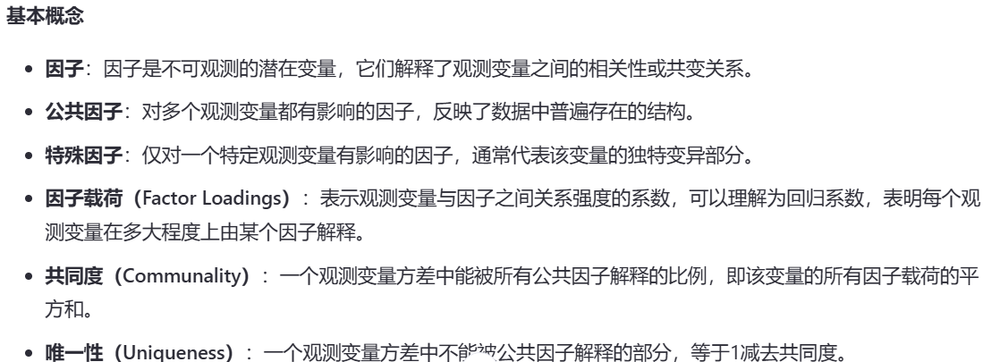 基本概念
因子：因子是不可观测的潜在变量，它们解释了观测变量之间的相关性或共变关系。
公共因子：对多个观测变量都有影响的因子，反映了数据中普遍存在的结构。
特殊因子：仅对一个特定观测变量有影响的因子，通常代表该变量的独特变异部分。
因子载荷（Factor Loadings）：表示观测变量与因子之间关系强度的系数，可以理解为回归系数，表明每个观
测变量在多大程度上由某个因子解释。
共同度（Communality）：一个观测变量方差中能被所有公共因子解释的比例，即该变量的所有因子载荷的平
方和。
唯一性（Uniqueness）：一个观测变量方差中不能被公共因子解释的部分，等于1减去共同度。